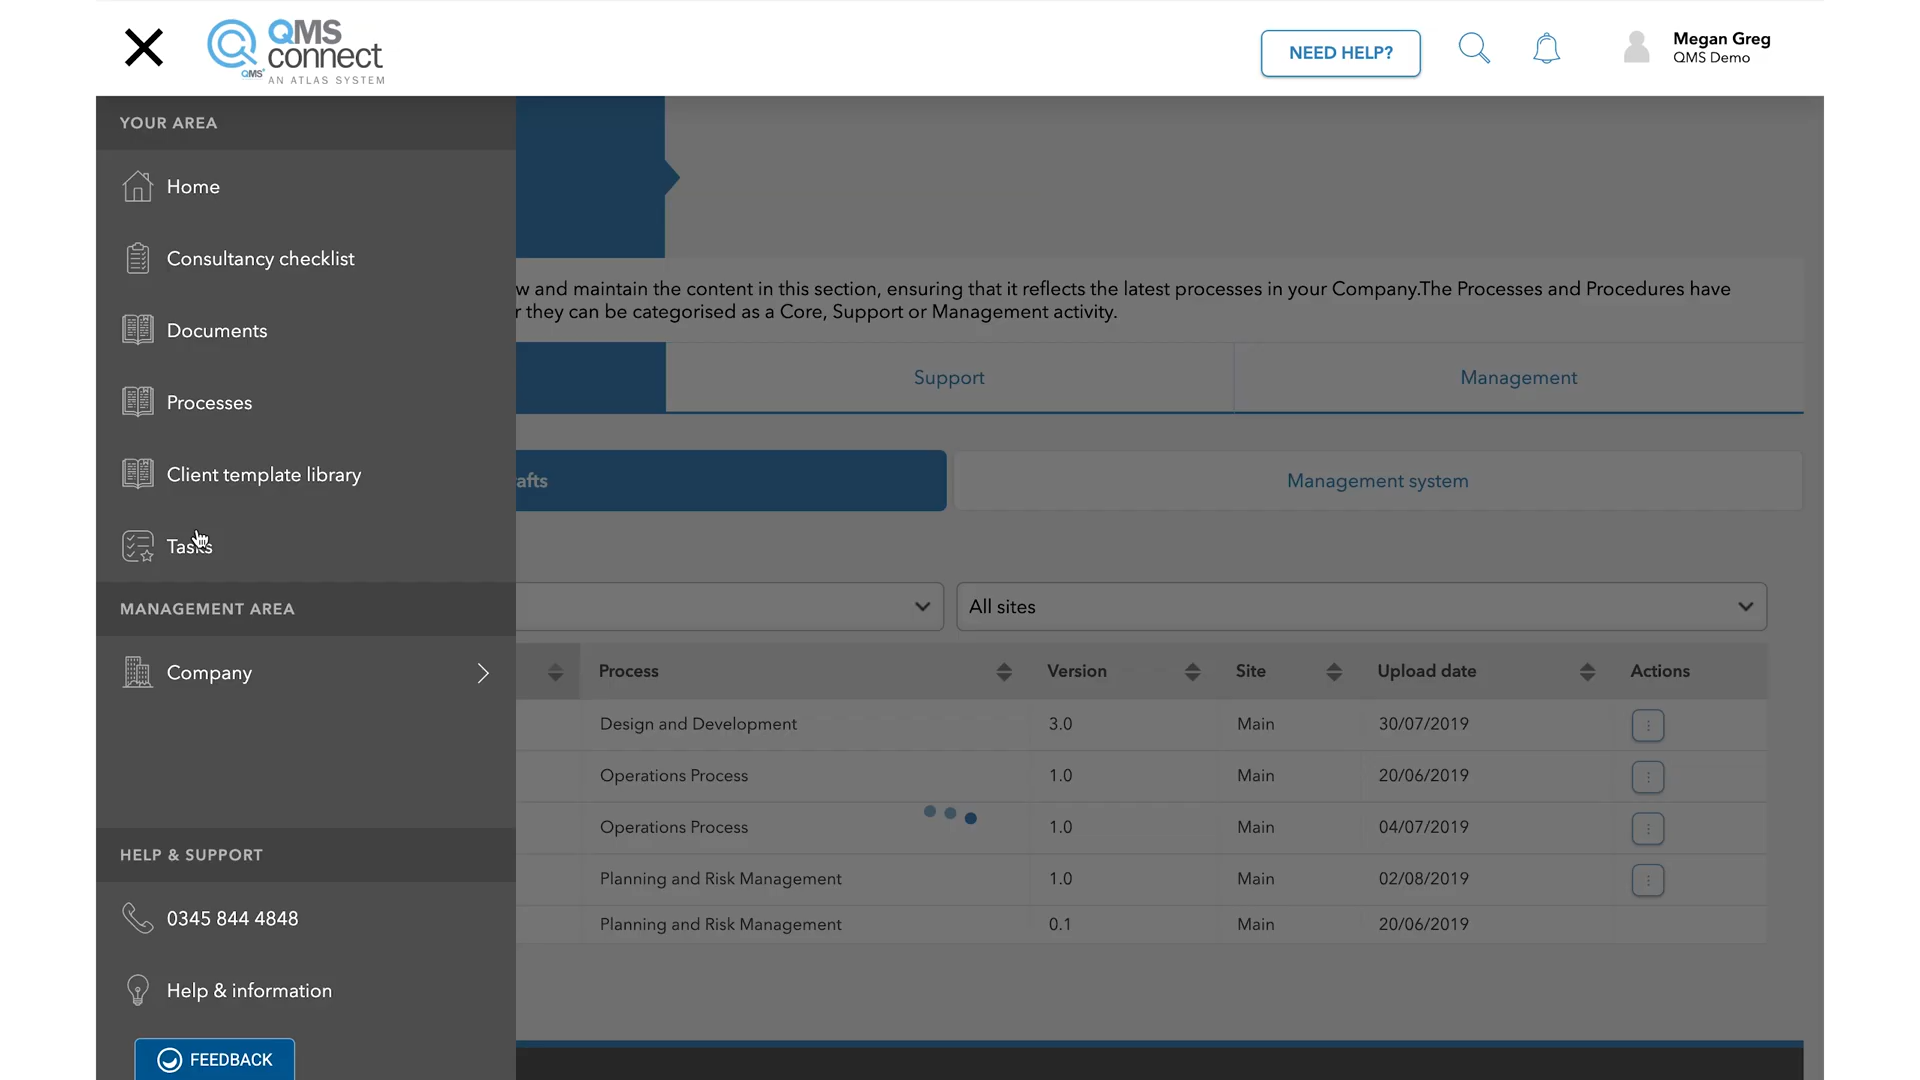 QMS
connect
QMS
AN ATLAS SYSTEM
NEED HELP?
Megan Greg
QMS Demo
YOUR AREA
Home
Consultancy checklist
Documents
Processes
Client template library
Tasks
MANAGEMENT AREA
Company
HELP & SUPPORT
0345 844 4848
Help & information
FEEDBACK
w and maintain the content in this section, ensuring that it reflects the latest processes in your Company.The Processes and Procedures have
r they can be categorised as a Core, Support or Management activity.
Support
Management
afts
Management system
All sites
Process Version Site Upload date Actions
Design and Development 3.0 Main 30/07/2019
Operations Process 1.0 Main 20/06/2019
Operations Process 1.0 Main 04/07/2019
Planning and Risk Management 1.0 Main 02/08/2019
Planning and Risk Management 0.1 Main 20/06/2019